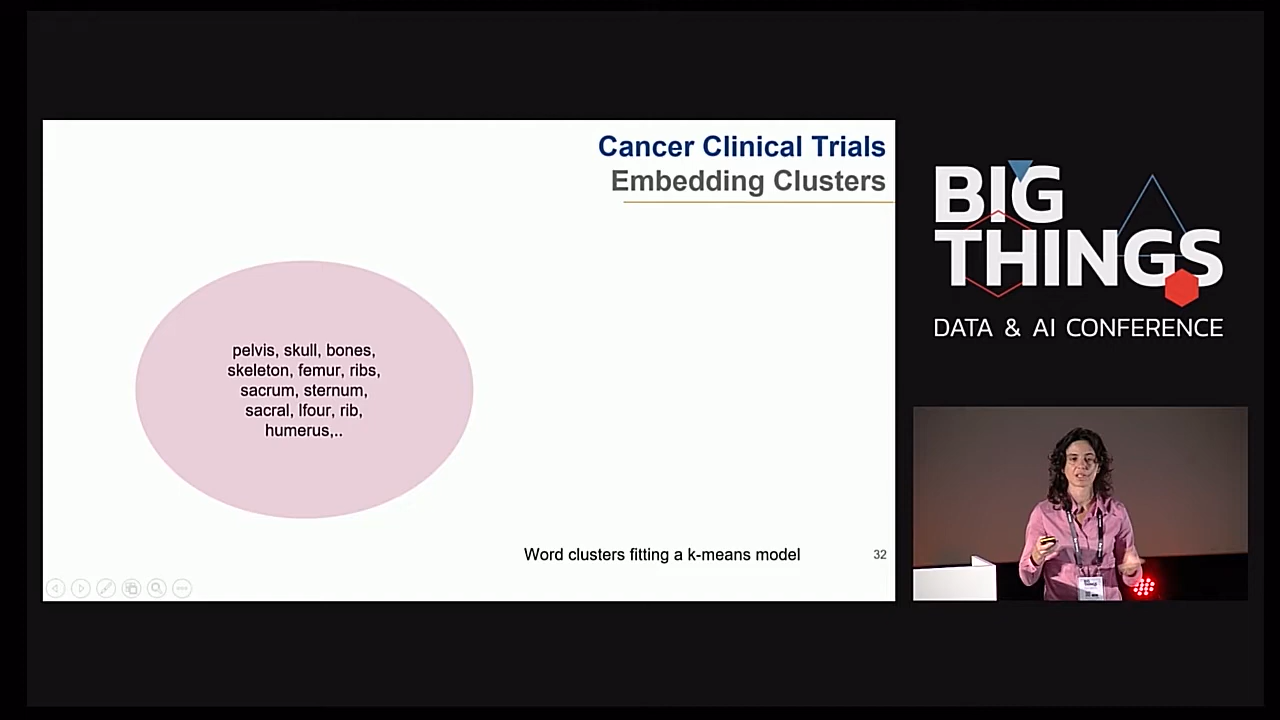 Cancer Clinical Trials
Embedding Clusters
pelvis, skull, bones,
skeleton, femur, ribs,
sacrum, sternum,
sacral, lfour, rib,
humerus,..
Word clusters fitting a k-means model
32
BIG
THINGS
DATA & AI CONFERENCE